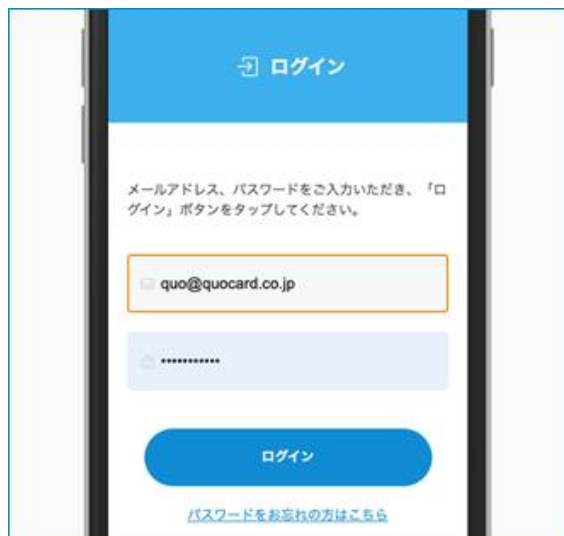 ログイン
メールアドレス、パスワードをご入力いただき、「ロ
グイン」ボタンをタップしてください。
quo@quocard.co.jp
•••••••••••
ログイン
パスワードをお忘れの方はこちら